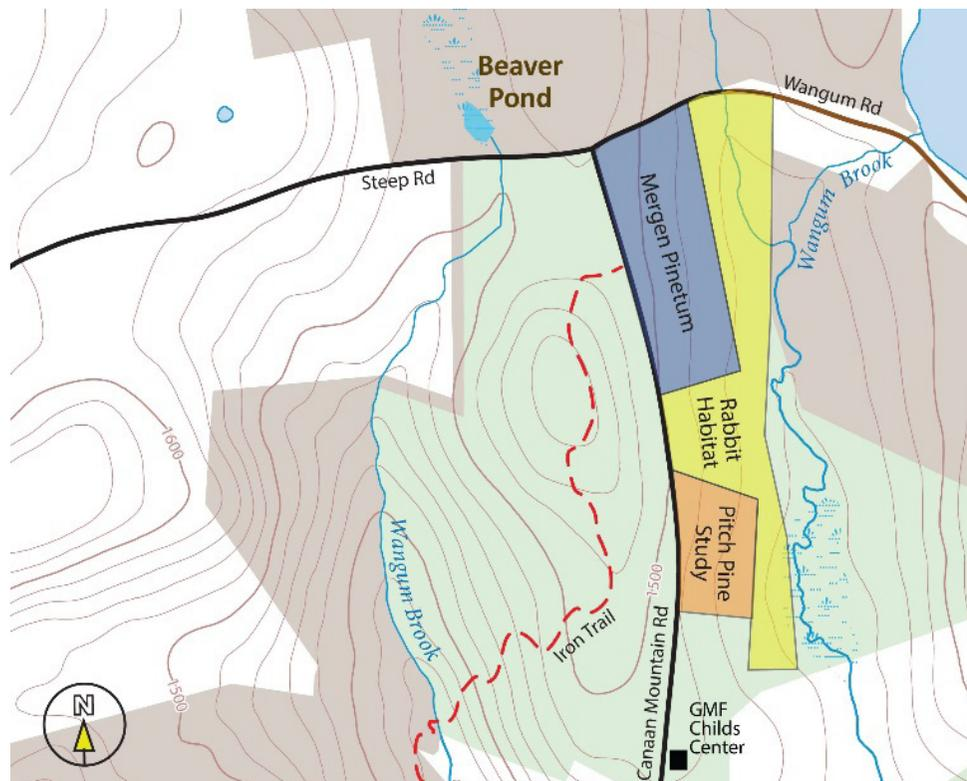 Beaver
Pond
Wangum Rd
Steep Rd
Wangum Brook
Mergen Pinetum
Rabbit
Habitat
1600
Pitch Pine
Study
Wangum Brook
1500
Iron Trail
Canaan Mountain Rd
1500
N
GMF
Childs
Center